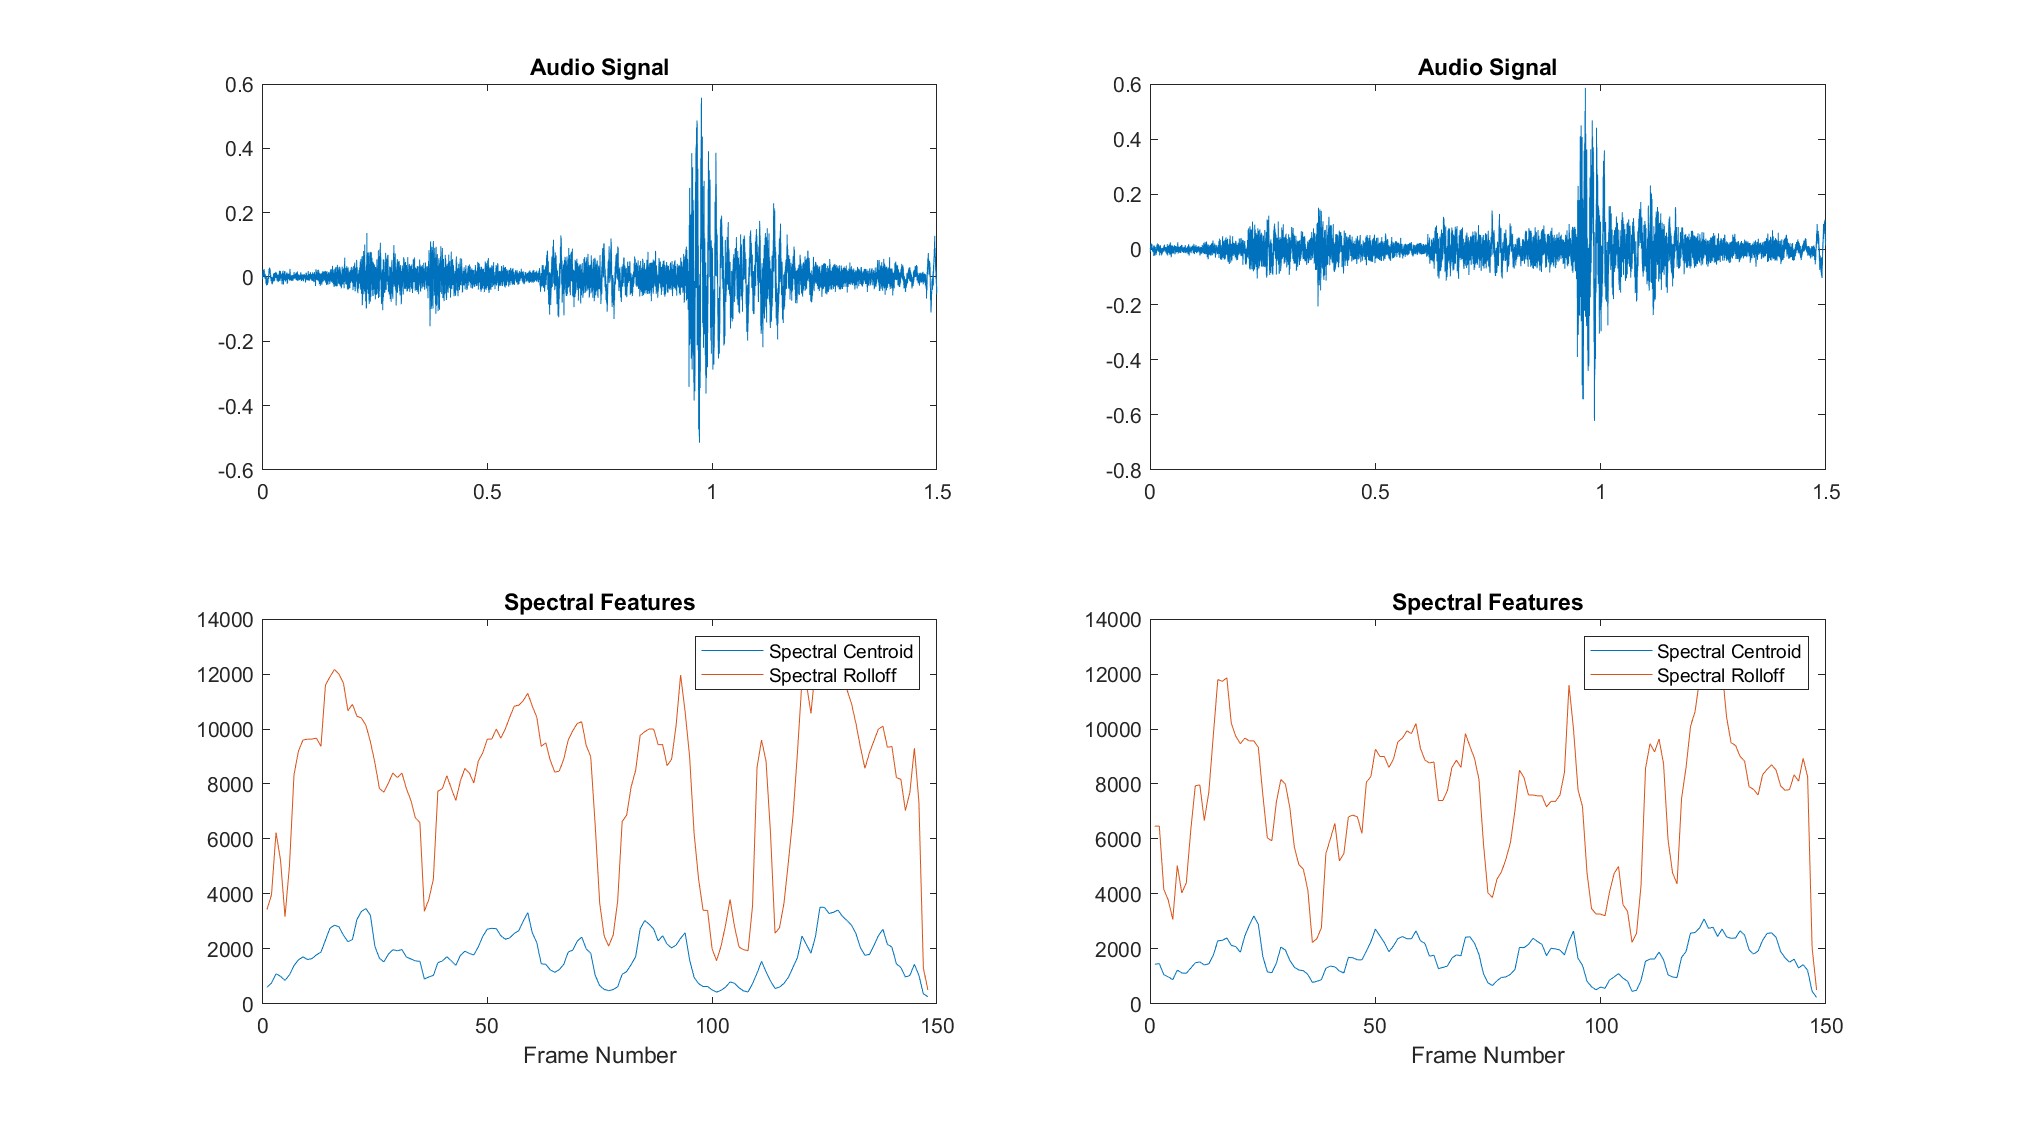 Audio Signal
0.6
0.4
0.2
0
-0.2
-0.4
-0.6
0 0.5 1 1.5
Audio Signal
0.6
0.4
0.2
0
-0.2
-0.4
-0.6
-0.8
0 0.5 1 1.5
Spectral Features
14000
12000
10000
8000
6000
4000
2000
0
Spectral Centroid
Spectral Rolloff
0 50 100 150
Frame Number
Spectral Features
14000
12000
10000
8000
6000
4000
2000
0
Spectral Centroid
Spectral Rolloff
0 50 100 150
Frame Number